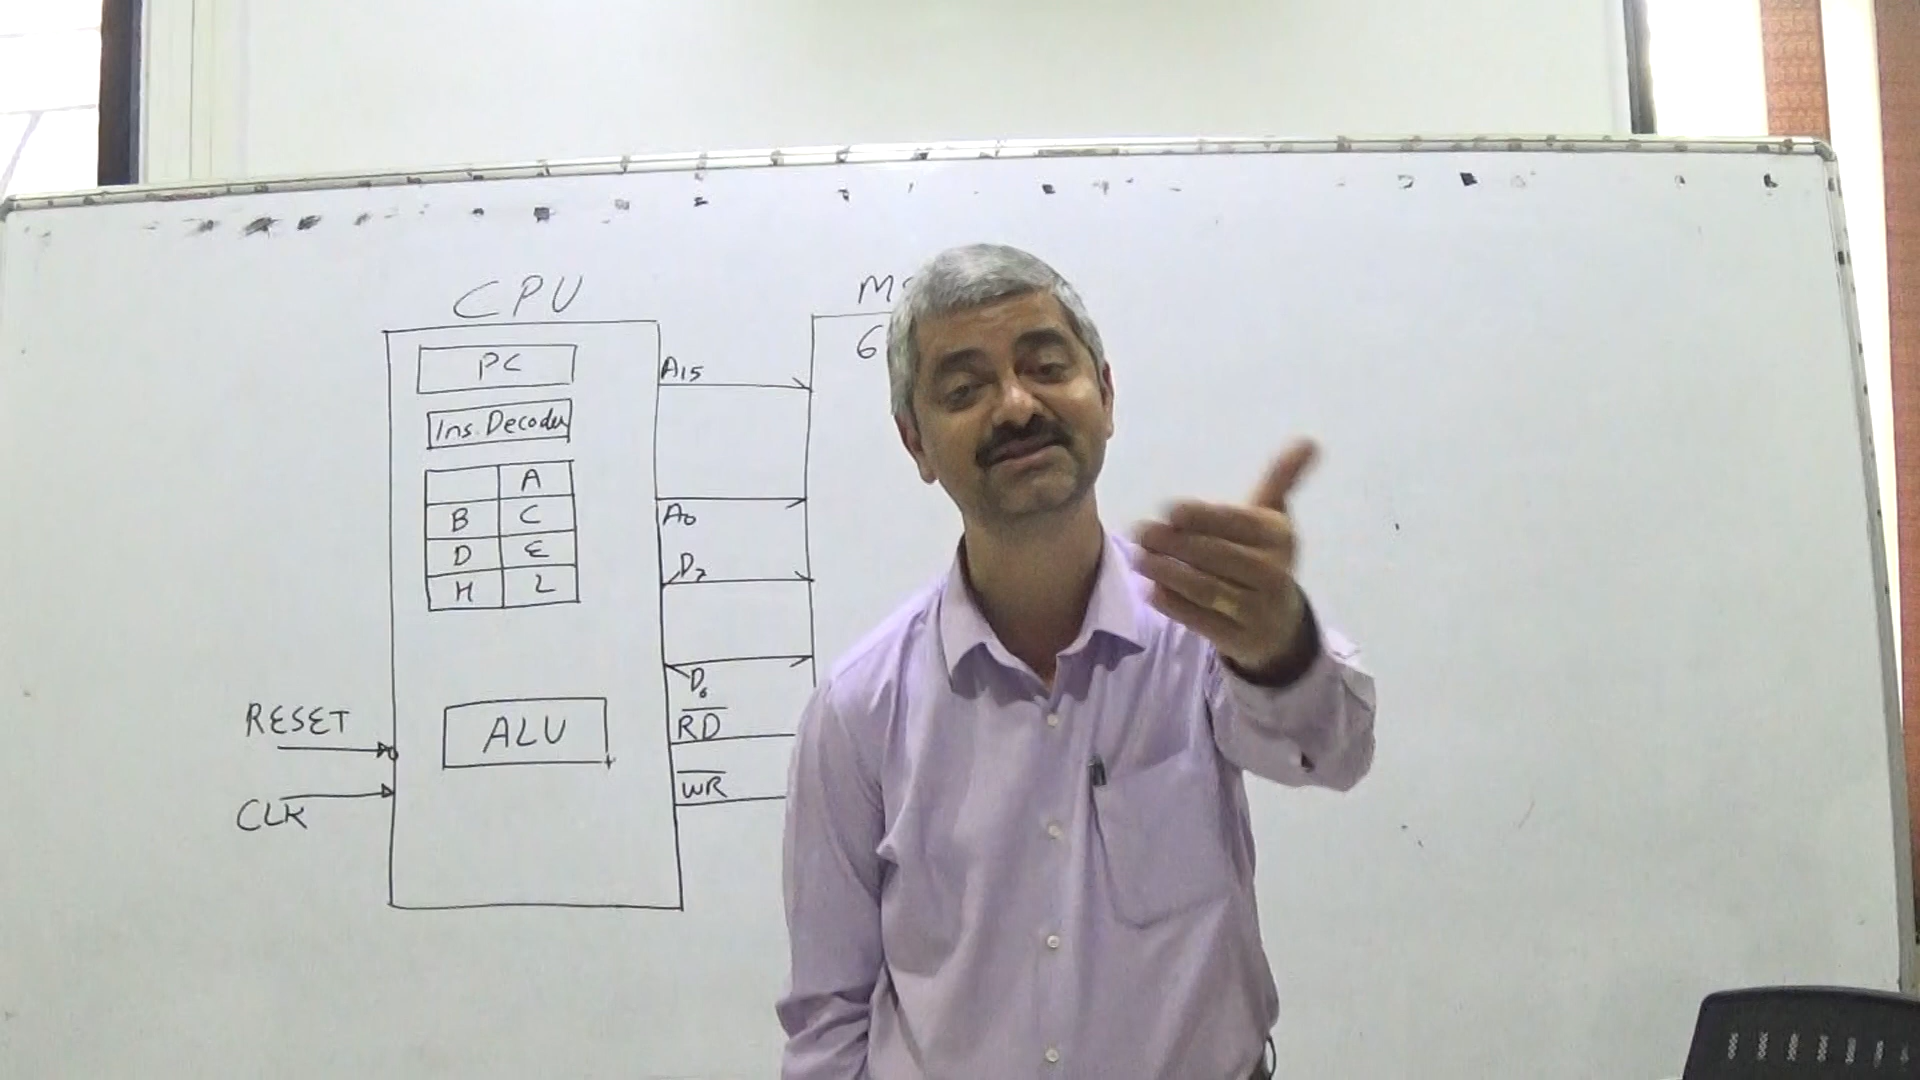 CPU
PC
Ins. Decoder
A
B C
D E
H L
ALU
RESET
CLK
A15
A0
D7
D0
RD
WR
6